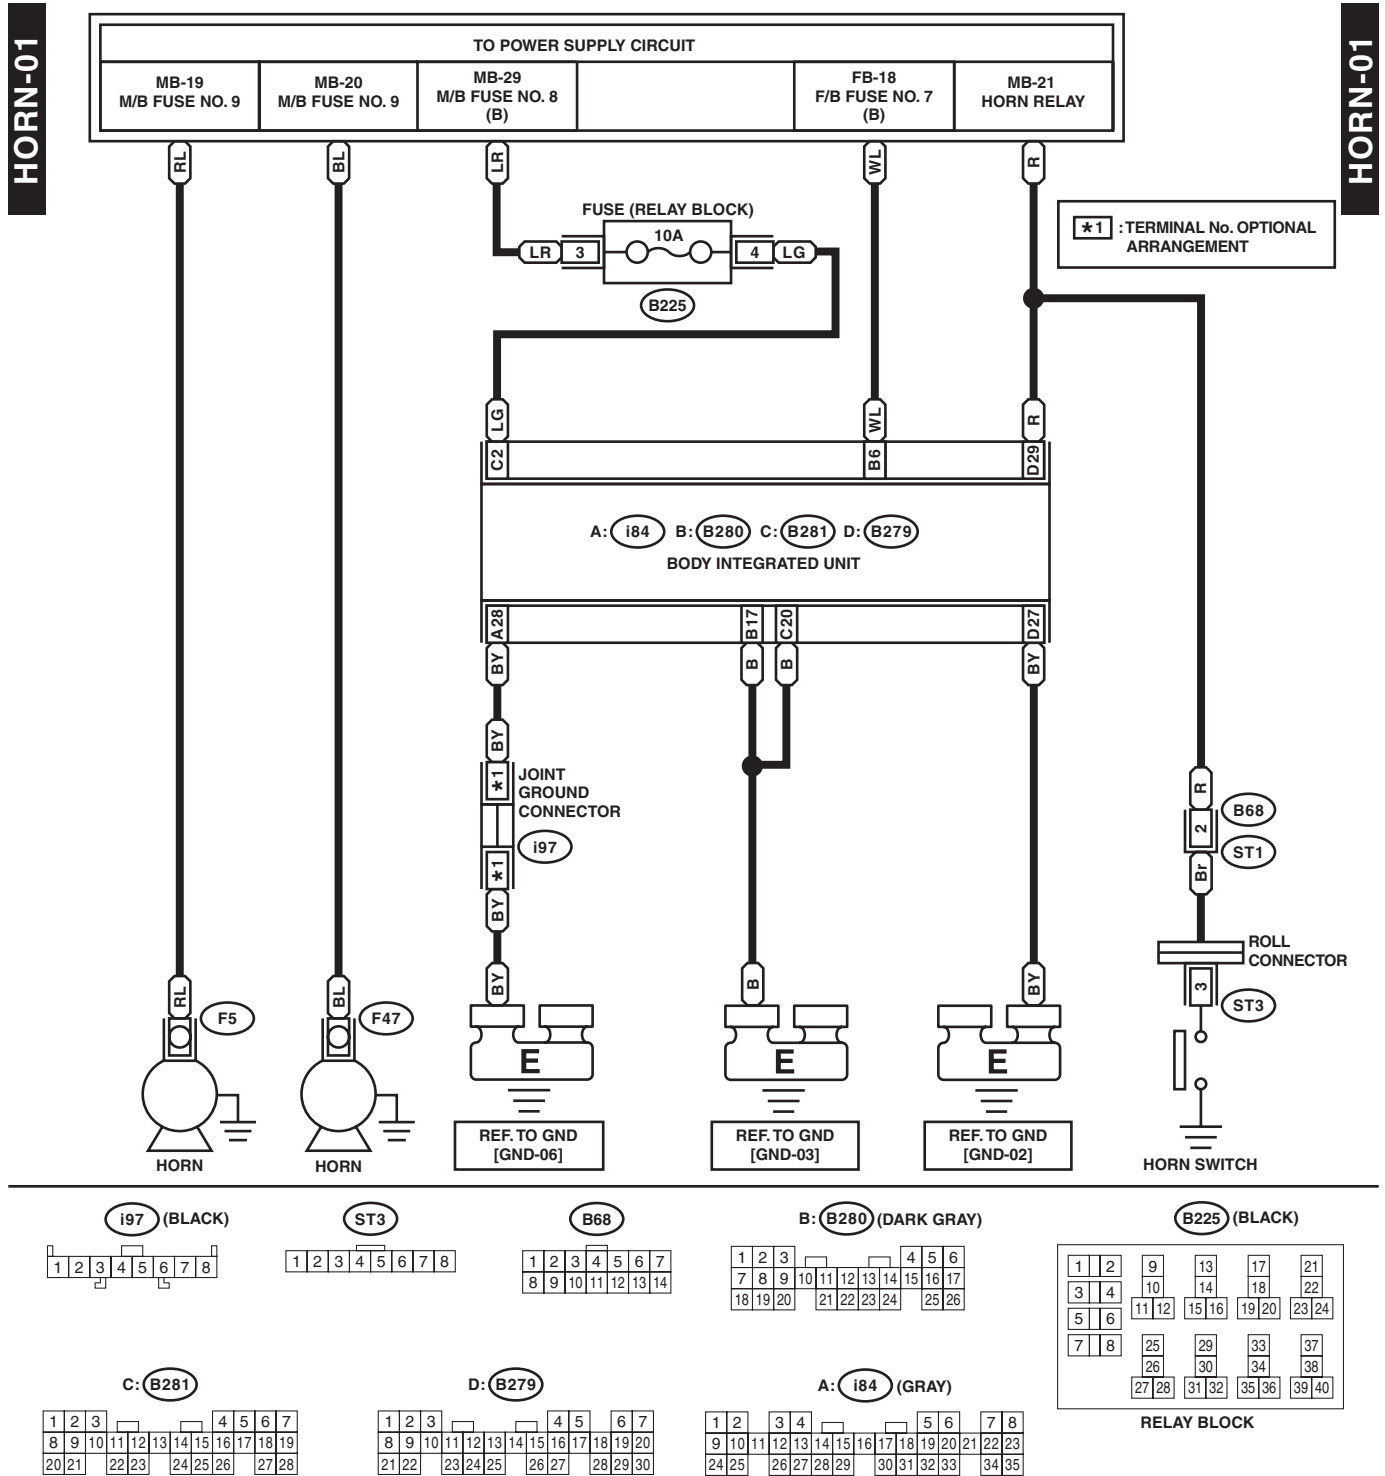 HORN-01
HORN-01
TO POWER SUPPLY CIRCUIT
MB-19
M/B FUSE NO. 9
MB-20
M/B FUSE NO. 9
MB-29
M/B FUSE NO. 8
(B)
FB-18
F/B FUSE NO. 7
(B)
MB-21
HORN RELAY
RL
BL
LR
WL
R
*1 : TERMINAL No. OPTIONAL
ARRANGEMENT
FUSE (RELAY BLOCK)
10A
LR 3
4 LG
B225
LG
WL
R
C2
B6
D29
A: i84 B: B280 C: B281 D: B279
BODY INTEGRATED UNIT
A28
B17
C20
D27
BY
B
B
BY
BY
*1
JOINT
GROUND
CONNECTOR
i97
*1
BY
R
B68
2
ST1
Br
ROLL
CONNECTOR
3
ST3
RL
F5
BL
F47
BY
B
BY
E
E
E
REF. TO GND
[GND-06]
REF. TO GND
[GND-03]
REF. TO GND
[GND-02]
HORN
HORN
HORN SWITCH
i97 (BLACK)
1 2 3 4 5 6 7 8
ST3
1 2 3 4 5 6 7 8
B68
1 2 3 4 5 6 7
8 9 10 11 12 13 14
B: B280 (DARK GRAY)
1 2 3 4 5 6
7 8 9 10 11 12 13 14 15 16 17
18 19 20 21 22 23 24 25 26
B225 (BLACK)
1 2 9 13 17 21
3 4 10 14 18 22
5 6 11 12 15 16 19 20 23 24
7 8 25 29 33 37
26 30 34 38
27 28 31 32 35 36 39 40
RELAY BLOCK
C: B281
1 2 3 4 5 6 7
8 9 10 11 12 13 14 15 16 17 18 19
20 21 22 23 24 25 26 27 28
D: B279
1 2 3 4 5 6 7
8 9 10 11 12 13 14 15 16 17 18 19 20
21 22 23 24 25 26 27 28 29 30
A: i84 (GRAY)
1 2 3 4 5 6 7 8
9 10 11 12 13 14 15 16 17 18 19 20 21 22 23
24 25 26 27 28 29 30 31 32 33 34 35